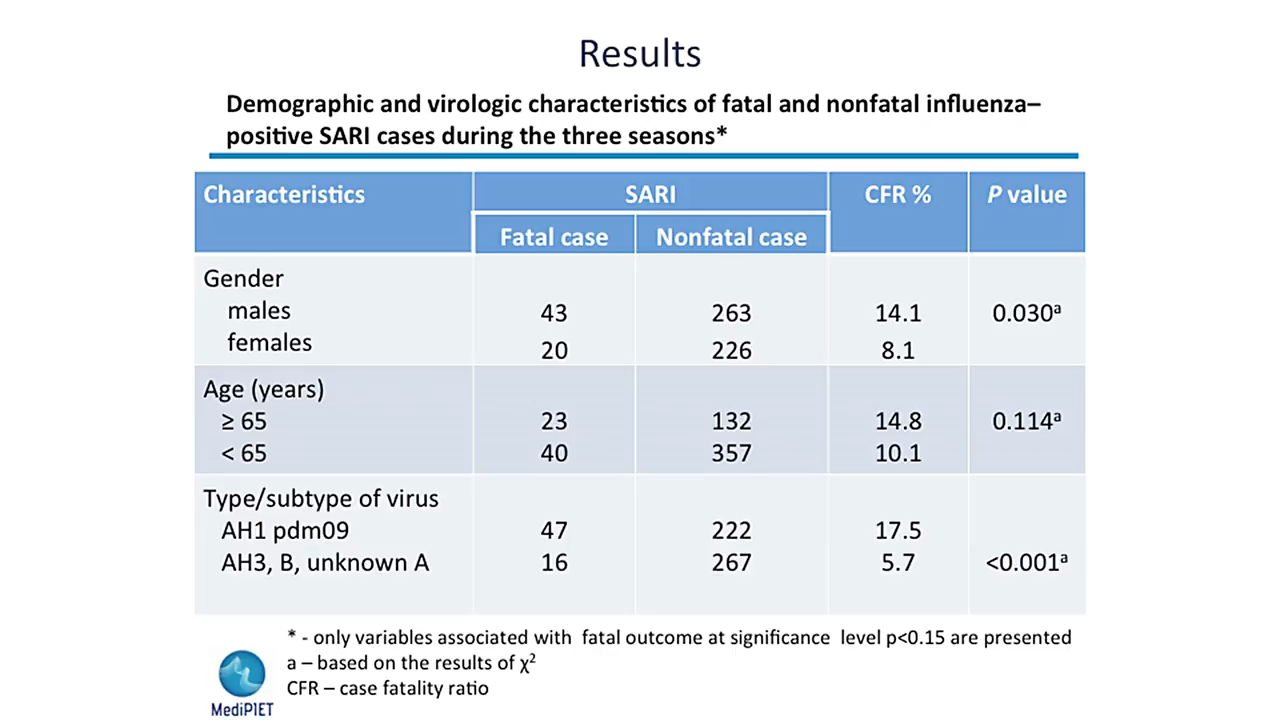 Results
Demographic and virologic characteristics of fatal and nonfatal influenza–
positive SARI cases during the three seasons*
Characteristics SARI CFR % P value
Fatal case Nonfatal case
Gender
males 43 263 14.1 0.030ᵃ
females 20 226 8.1
Age (years)
≥ 65 23 132 14.8 0.114ᵃ
< 65 40 357 10.1
Type/subtype of virus
AH1 pdm09 47 222 17.5
AH3, B, unknown A 16 267 5.7 <0.001ᵃ
* - only variables associated with fatal outcome at significance level p<0.15 are presented
a – based on the results of χ²
CFR – case fatality ratio
MediPIET